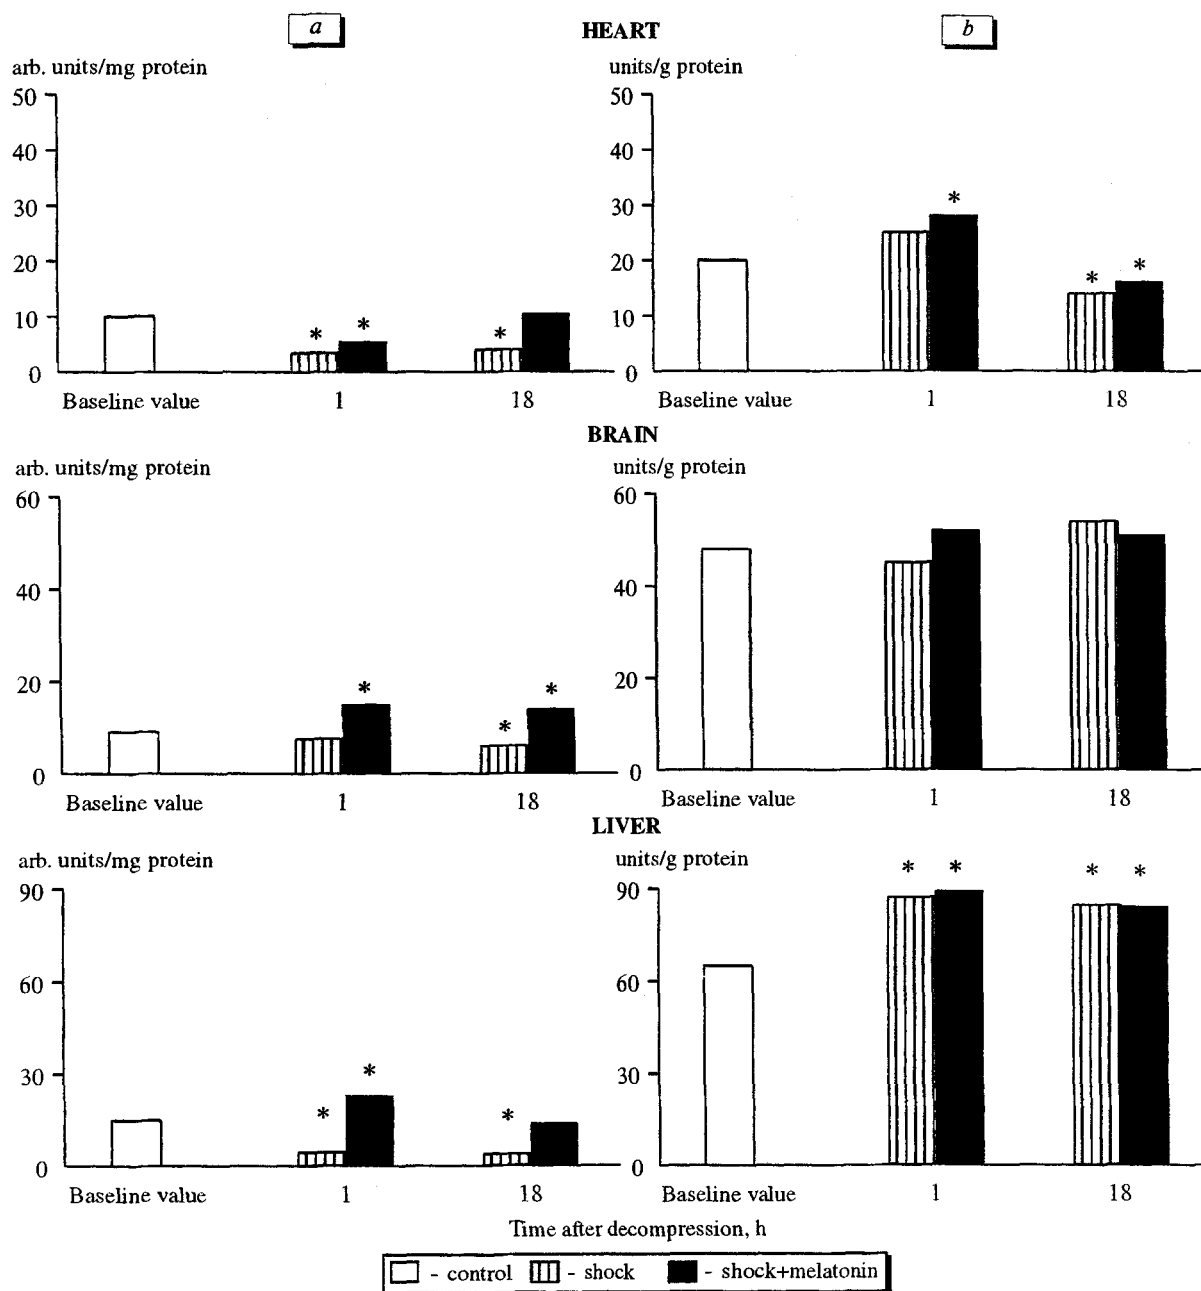 a HEART b
arb. units/mg protein units/g protein
50 50
40 40
30 30
* 
20 20
* *
10 10
* * *
0 0
Baseline value 1 18 Baseline value 1 18
BRAIN
arb. units/mg protein units/g protein
60 60
40 40
20 20
* * *
0 0
Baseline value 1 18 Baseline value 1 18
LIVER
arb. units/mg protein units/g protein
* * * *
90 90
60 60
30 30
* * *
0 0
Baseline value 1 18 Baseline value 1 18
Time after decompression, h
- control - shock - shock+melatonin